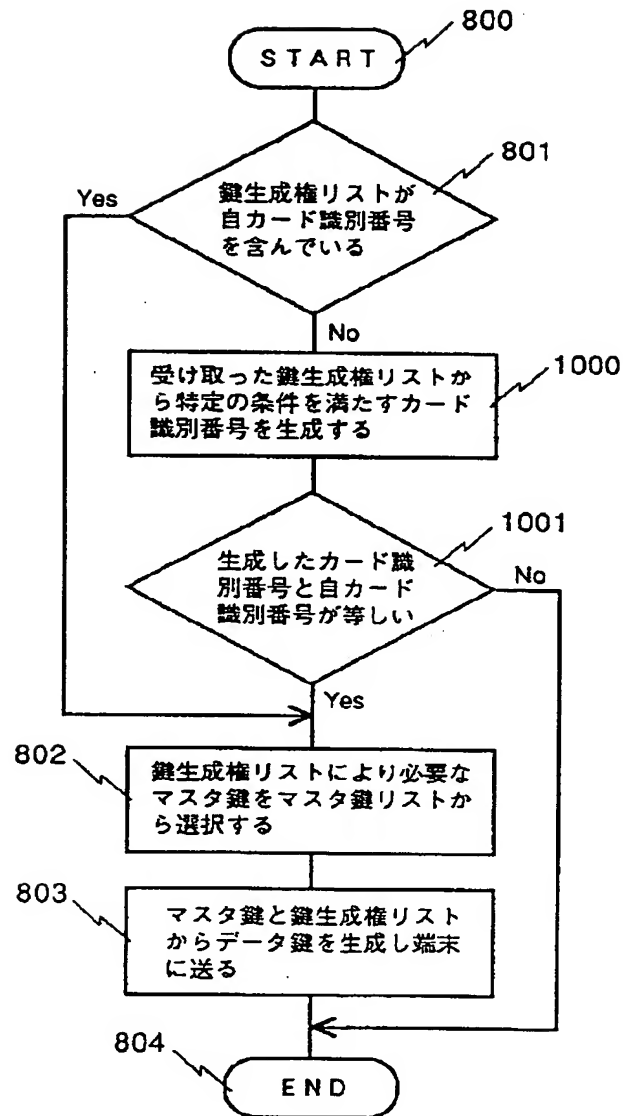 800
START
801
Yes
鍵生成権リストが
自カード識別番号
を含んでいる
No
1000
受け取った鍵生成権リストか
ら特定の条件を満たすカード
識別番号を生成する
1001
生成したカード識
別番号と自カード
識別番号が等しい
No
Yes
802
鍵生成権リストにより必要な
マスタ鍵をマスタ鍵リストか
ら選択する
803
マスタ鍵と鍵生成権リスト
からデータ鍵を生成し端末
に送る
804
END